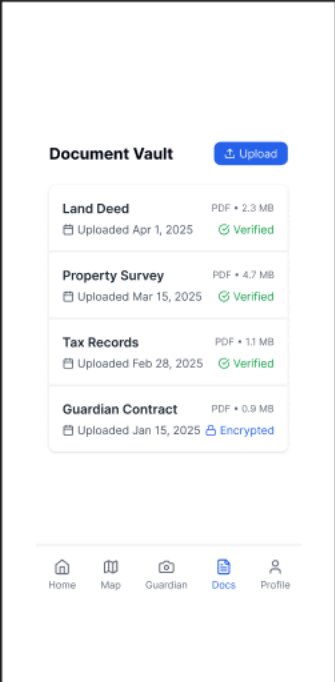 Document Vault Upload
Land Deed PDF • 2.3 MB
Uploaded Apr 1, 2025 Verified
Property Survey PDF • 4.7 MB
Uploaded Mar 15, 2025 Verified
Tax Records PDF • 1.1 MB
Uploaded Feb 28, 2025 Verified
Guardian Contract PDF • 0.9 MB
Uploaded Jan 15, 2025 Encrypted
Home Map Guardian Docs Profile